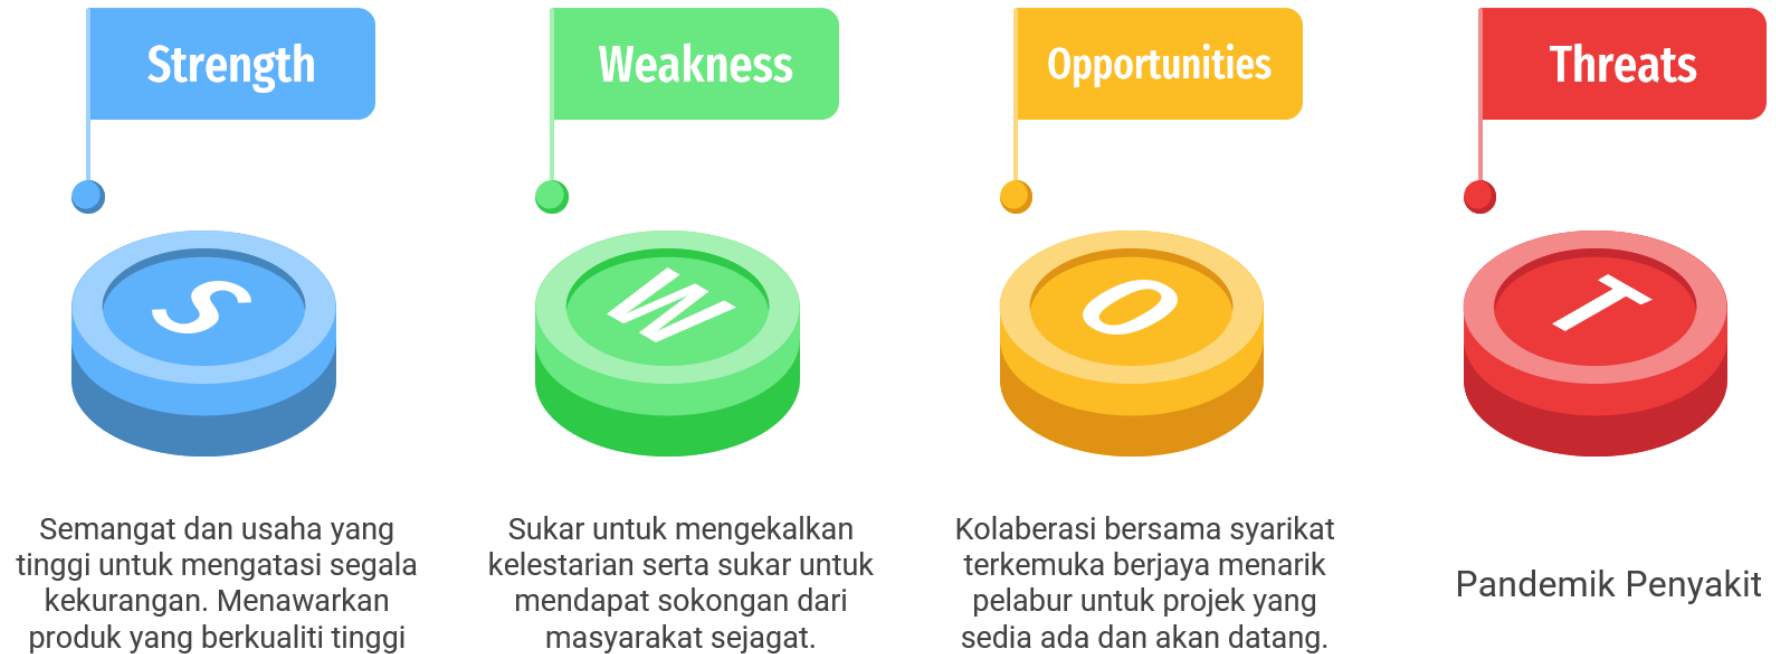 Strength
Weakness
Opportunities
Threats
S
W
O
T
Semangat dan usaha yang
tinggi untuk mengatasi segala
kekurangan. Menawarkan
produk yang berkualiti tinggi
Sukar untuk mengekalkan
kelestarian serta sukar untuk
mendapat sokongan dari
masyarakat sejagat.
Kolaberasi bersama syarikat
terkemuka berjaya menarik
pelabur untuk projek yang
sedia ada dan akan datang.
Pandemik Penyakit